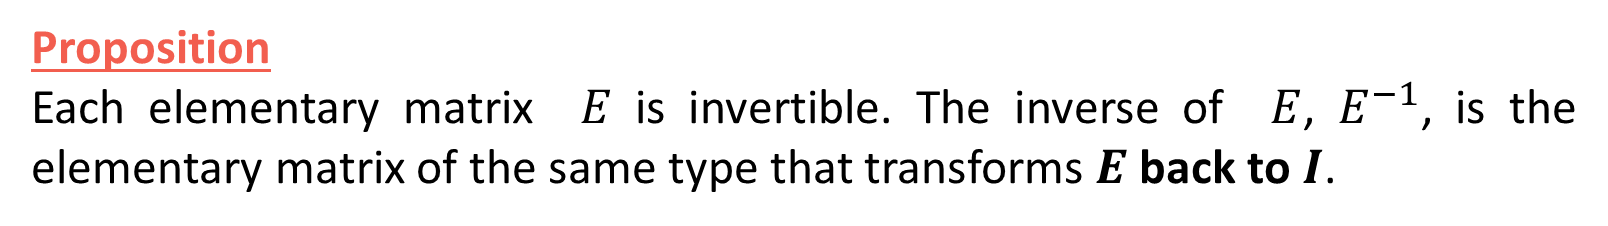 Proposition
Each elementary matrix E is invertible. The inverse of E, E⁻¹, is the
elementary matrix of the same type that transforms E back to I.